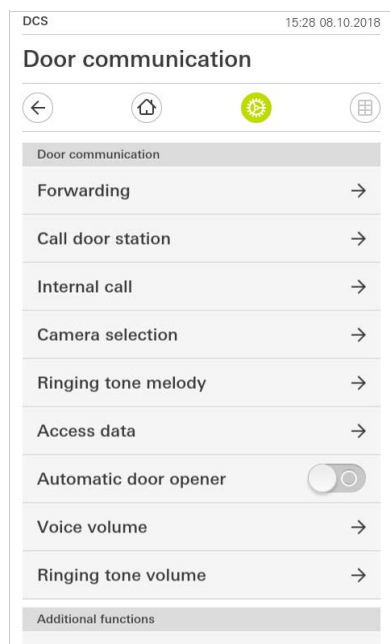 DCS 15:28 08.10.2018
Door communication
Door communication
Forwarding
Call door station
Internal call
Camera selection
Ringing tone melody
Access data
Automatic door opener
Voice volume
Ringing tone volume
Additional functions